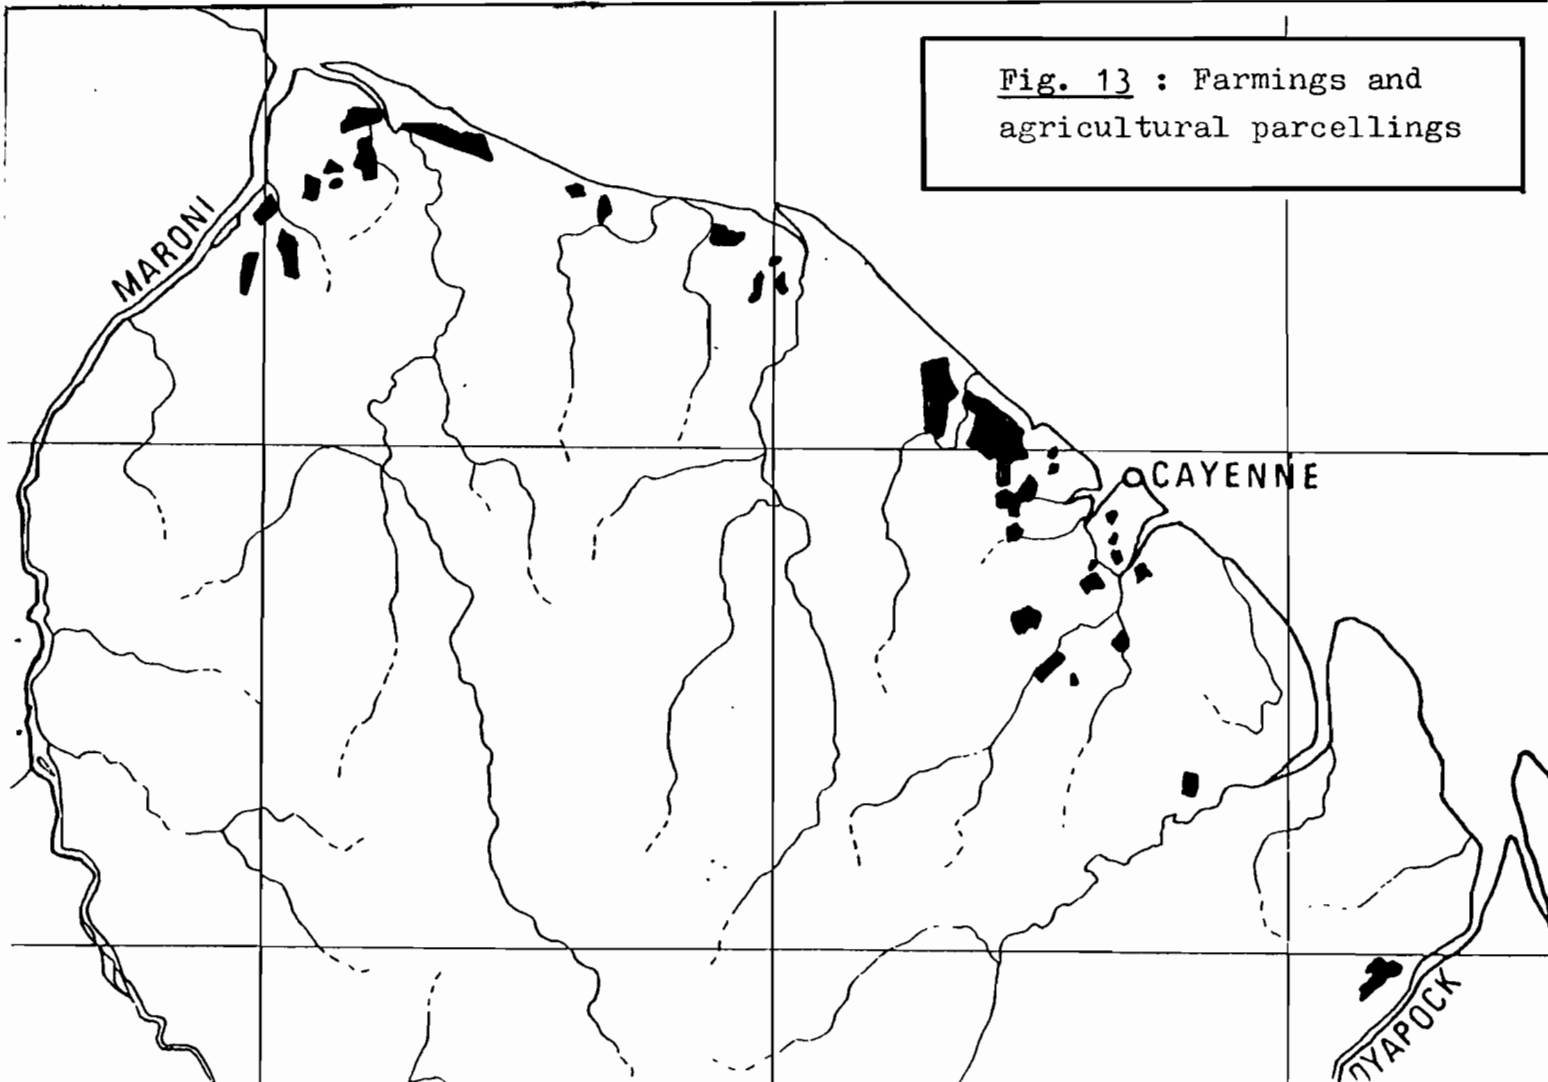 Fig. 13 : Farmings and
agricultural parcellings
MARONI
CAYENNE
OYAPOCK